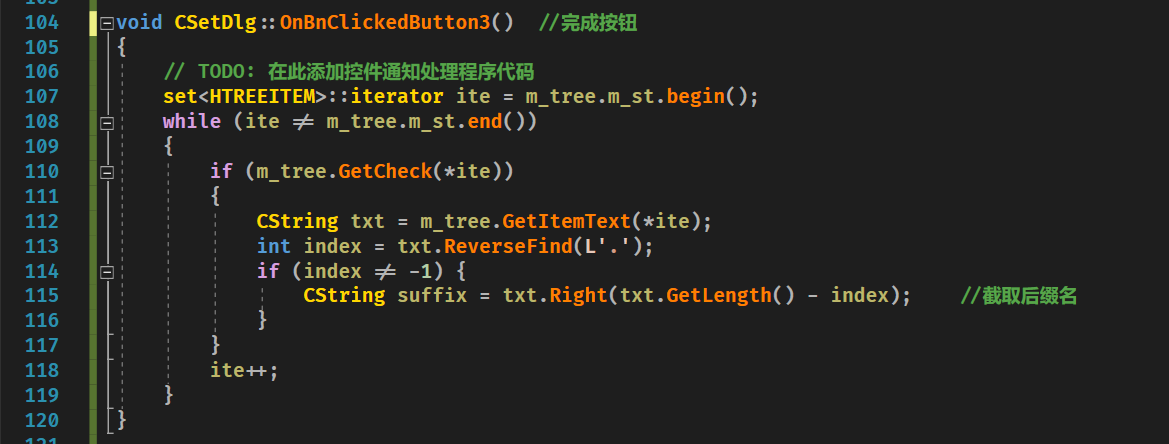 104 void CSetDlg::OnBnClickedButton3() //完成按钮
105 {
106 // TODO: 在此添加控件通知处理程序代码
107 set<HTREEITEM>::iterator ite = m_tree.m_st.begin();
108 while (ite != m_tree.m_st.end())
109 {
110 if (m_tree.GetCheck(*ite))
111 {
112 CString txt = m_tree.GetItemText(*ite);
113 int index = txt.ReverseFind(L'.');
114 if (index != -1) {
115 CString suffix = txt.Right(txt.GetLength() - index); //截取后缀名
116 }
117 }
118 ite++;
119 }
120 }